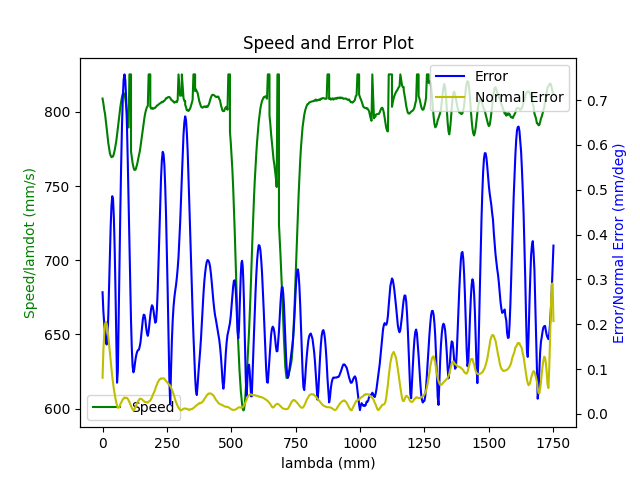 Speed and Error Plot
Error
Normal Error
Speed
Speed/lamdot (mm/s)
800
750
700
650
600
0.7
0.6
0.5
0.4
0.3
0.2
0.1
0.0
Error/Normal Error (mm/deg)
0 250 500 750 1000 1250 1500 1750
lambda (mm)